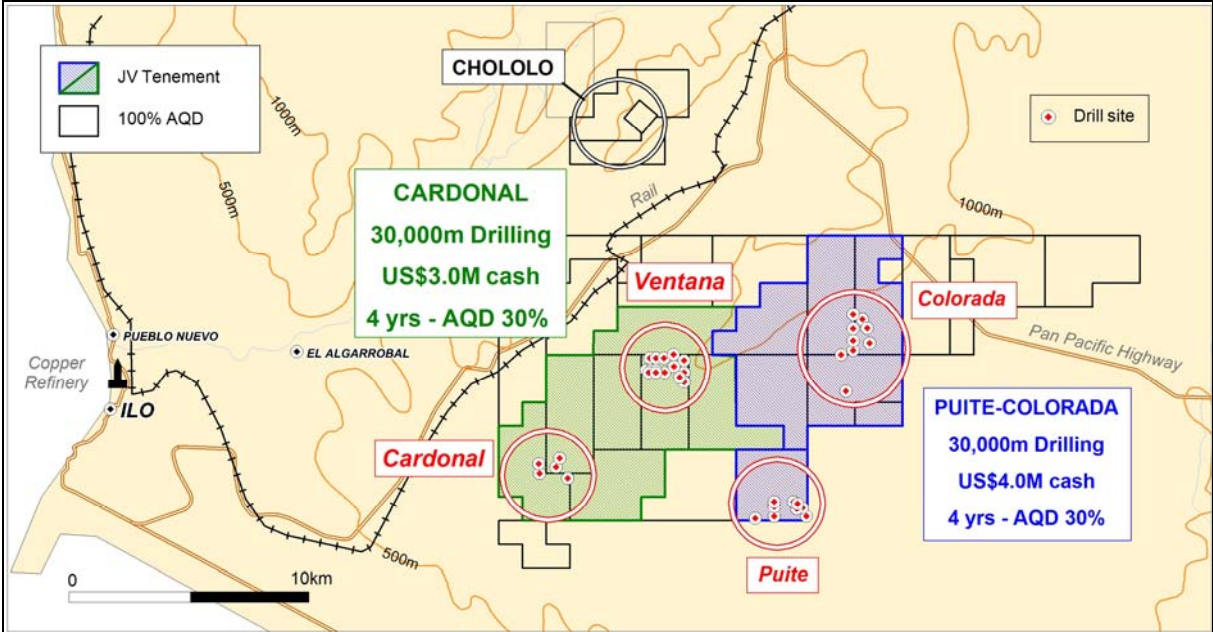 JV Tenement
100% AQD
CHOLOLO
Drill site
1000m
500m
CARDONAL
30,000m Drilling
US$3.0M cash
4 yrs - AQD 30%
Rail
1000m
Ventana
Colorada
PUEBLO NUEVO
EL ALGARROBAL
Pan Pacific Highway
Copper
Refinery
ILO
Cardonal
PUITE-COLORADA
30,000m Drilling
US$4.0M cash
4 yrs - AQD 30%
500m
Puite
0
10km